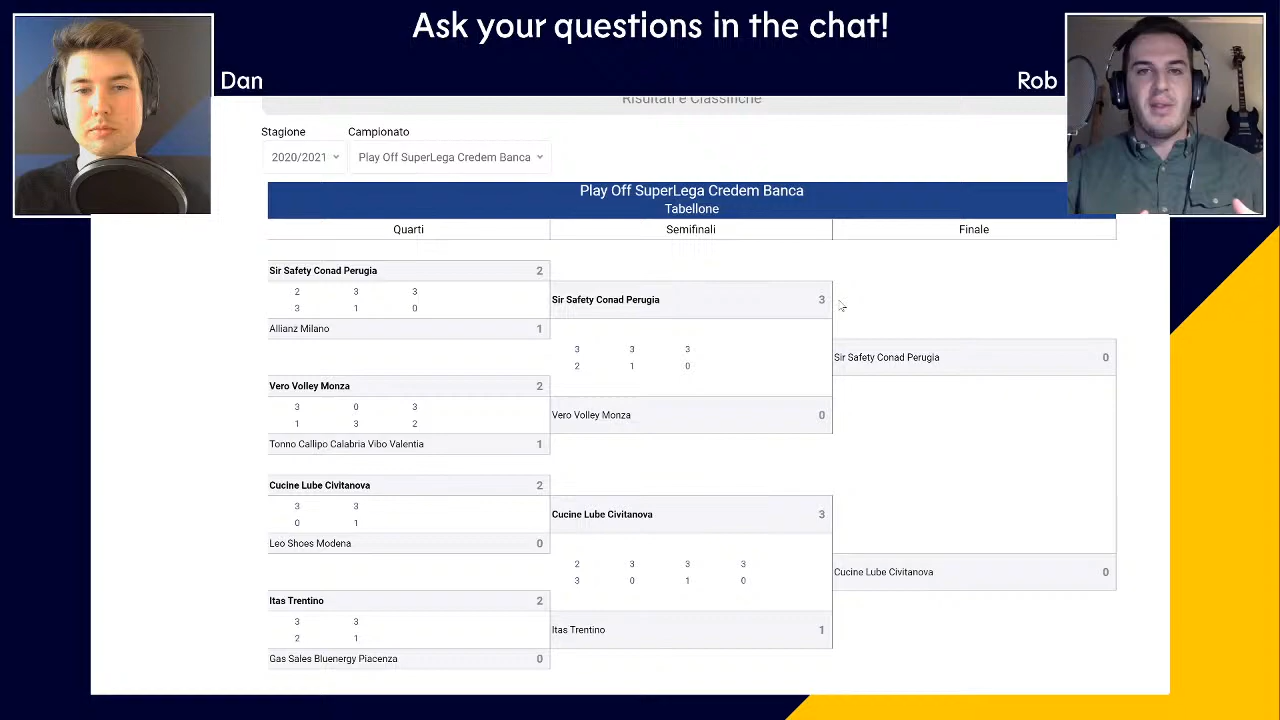 Ask your questions in the chat!
Dan
Rob
Risultati e Classifiche
Stagione Campionato
2020/2021 Play Off SuperLega Credem Banca
Play Off SuperLega Credem Banca
Tabellone
Quarti Semifinali Finale
Sir Safety Conad Perugia 2
2 3 3
3 1 0
Allianz Milano 1
Vero Volley Monza 2
3 0 3
1 3 2
Tonno Callipo Calabria Vibo Valentia 1
Cucine Lube Civitanova 2
3 3
0 1
Leo Shoes Modena 0
Itas Trentino 2
3 3
2 1
Gas Sales Bluenergy Piacenza 0
Sir Safety Conad Perugia 3
3 3 3
2 1 0
Vero Volley Monza 0
Cucine Lube Civitanova 3
2 3 3 3
3 0 1 0
Itas Trentino 1
Sir Safety Conad Perugia 0
Cucine Lube Civitanova 0